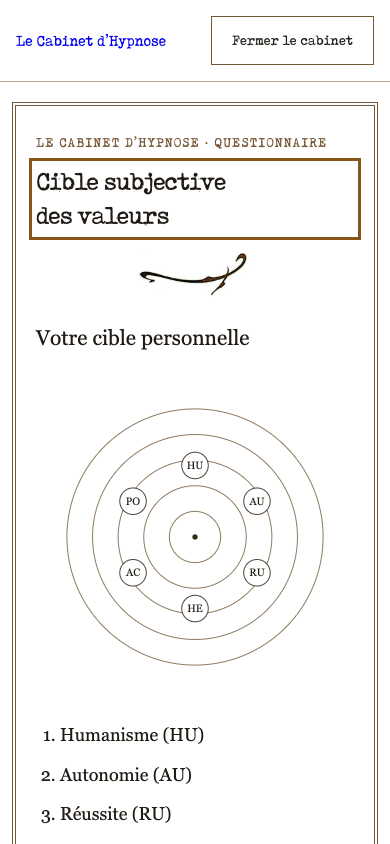 Le Cabinet d’Hypnose
Fermer le cabinet
LE CABINET D’HYPNOSE · QUESTIONNAIRE
Cible subjective
des valeurs
Votre cible personnelle
HU
PO
AU
AC
RU
HE
1. Humanisme (HU)
2. Autonomie (AU)
3. Réussite (RU)